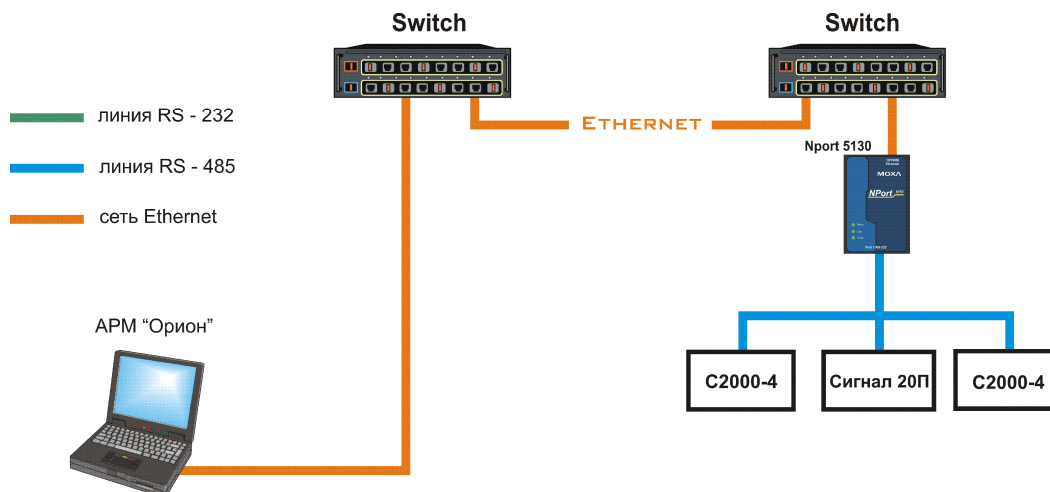 Switch
Switch
линия RS - 232
линия RS - 485
сеть Ethernet
ETHERNET
Nport 5130
MOXA
NPort
АРМ “Орион”
С2000-4
Сигнал 20П
С2000-4